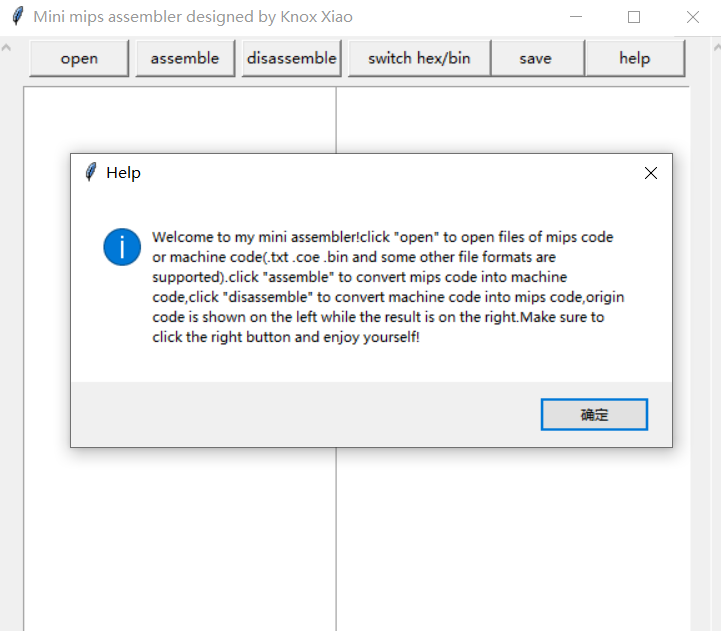 Mini mips assembler designed by Knox Xiao
open assemble disassemble switch hex/bin save help
Help
Welcome to my mini assembler!click "open" to open files of mips code
or machine code(.txt .coe .bin and some other file formats are
supported).click "assemble" to convert mips code into machine
code,click "disassemble" to convert machine code into mips code,origin
code is shown on the left while the result is on the right.Make sure to
click the right button and enjoy yourself!
确定